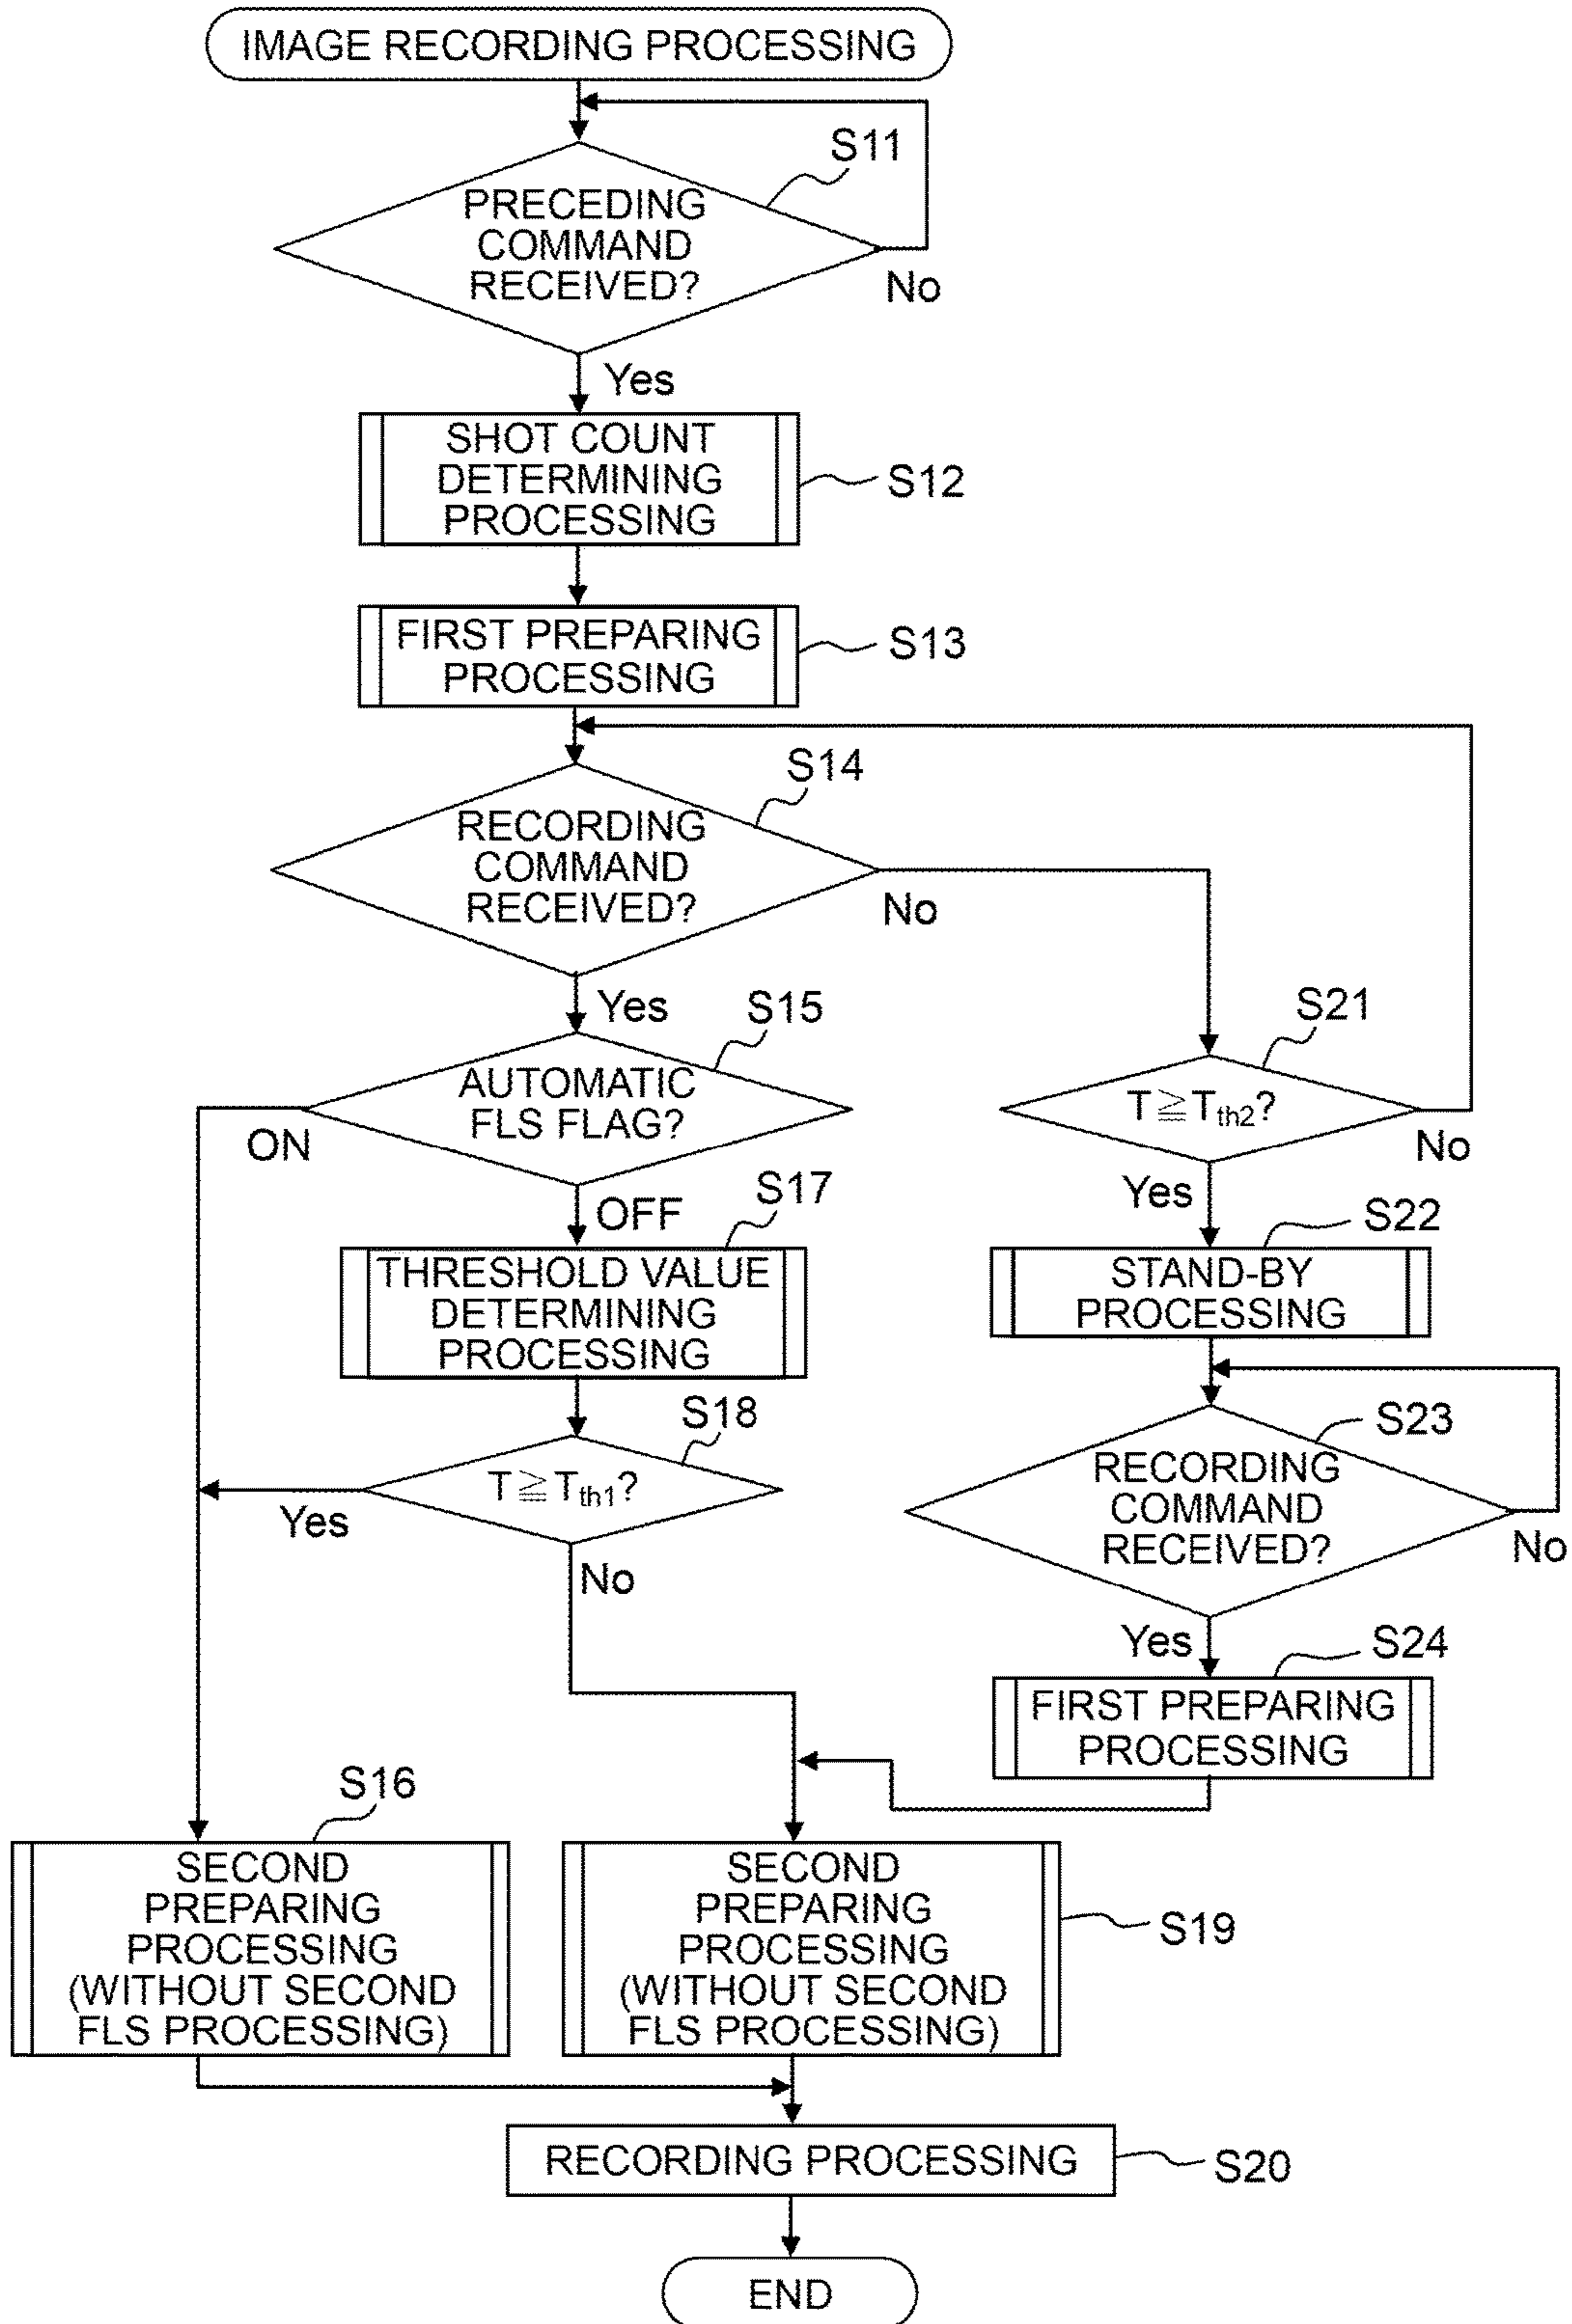 IMAGE RECORDING PROCESSING
S11
PRECEDING
COMMAND
RECEIVED?
No
Yes
SHOT COUNT
DETERMINING
PROCESSING
S12
FIRST PREPARING
PROCESSING
S13
S14
RECORDING
COMMAND
RECEIVED?
No
Yes
S15
AUTOMATIC
FLS FLAG?
ON
OFF
S21
T≧Tth2?
No
Yes
S17
THRESHOLD VALUE
DETERMINING
PROCESSING
S22
STAND-BY
PROCESSING
S18
T≧Tth1?
Yes
No
S23
RECORDING
COMMAND
RECEIVED?
No
Yes
S24
FIRST PREPARING
PROCESSING
S16
SECOND
PREPARING
PROCESSING
(WITHOUT SECOND
FLS PROCESSING)
SECOND
PREPARING
PROCESSING
(WITHOUT SECOND
FLS PROCESSING)
S19
RECORDING PROCESSING
S20
END